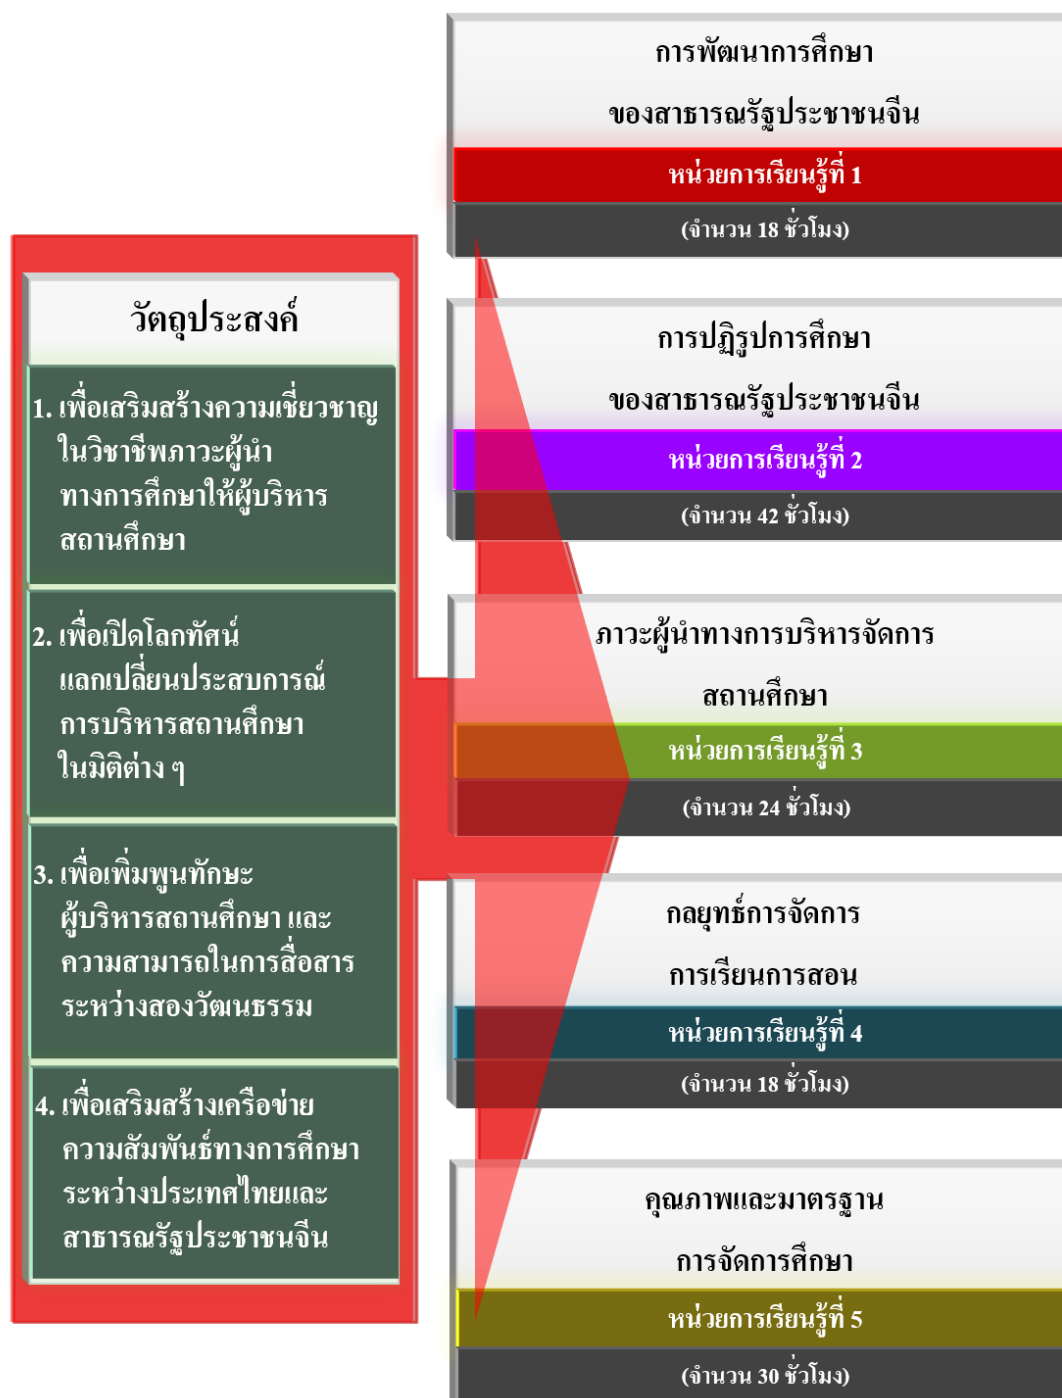 วัตถุประสงค์
1. เพื่อเสริมสร้างความเชี่ยวชาญ
ในวิชาชีพภาวะผู้นำ
ทางการศึกษาให้ผู้บริหาร
สถานศึกษา
2. เพื่อเปิดโลกทัศน์
แลกเปลี่ยนประสบการณ์
การบริหารสถานศึกษา
ในมิติต่าง ๆ
3. เพื่อเพิ่มพูนทักษะ
ผู้บริหารสถานศึกษา และ
ความสามารถในการสื่อสาร
ระหว่างสองวัฒนธรรม
4. เพื่อเสริมสร้างเครือข่าย
ความสัมพันธ์ทางการศึกษา
ระหว่างประเทศไทยและ
สาธารณรัฐประชาชนจีน
การพัฒนาการศึกษา
ของสาธารณรัฐประชาชนจีน
หน่วยการเรียนรู้ที่ 1
(จำนวน 18 ชั่วโมง)
การปฏิรูปการศึกษา
ของสาธารณรัฐประชาชนจีน
หน่วยการเรียนรู้ที่ 2
(จำนวน 42 ชั่วโมง)
ภาวะผู้นำทางการบริหารจัดการ
สถานศึกษา
หน่วยการเรียนรู้ที่ 3
(จำนวน 24 ชั่วโมง)
กลยุทธ์การจัดการ
การเรียนการสอน
หน่วยการเรียนรู้ที่ 4
(จำนวน 18 ชั่วโมง)
คุณภาพและมาตรฐาน
การจัดการศึกษา
หน่วยการเรียนรู้ที่ 5
(จำนวน 30 ชั่วโมง)